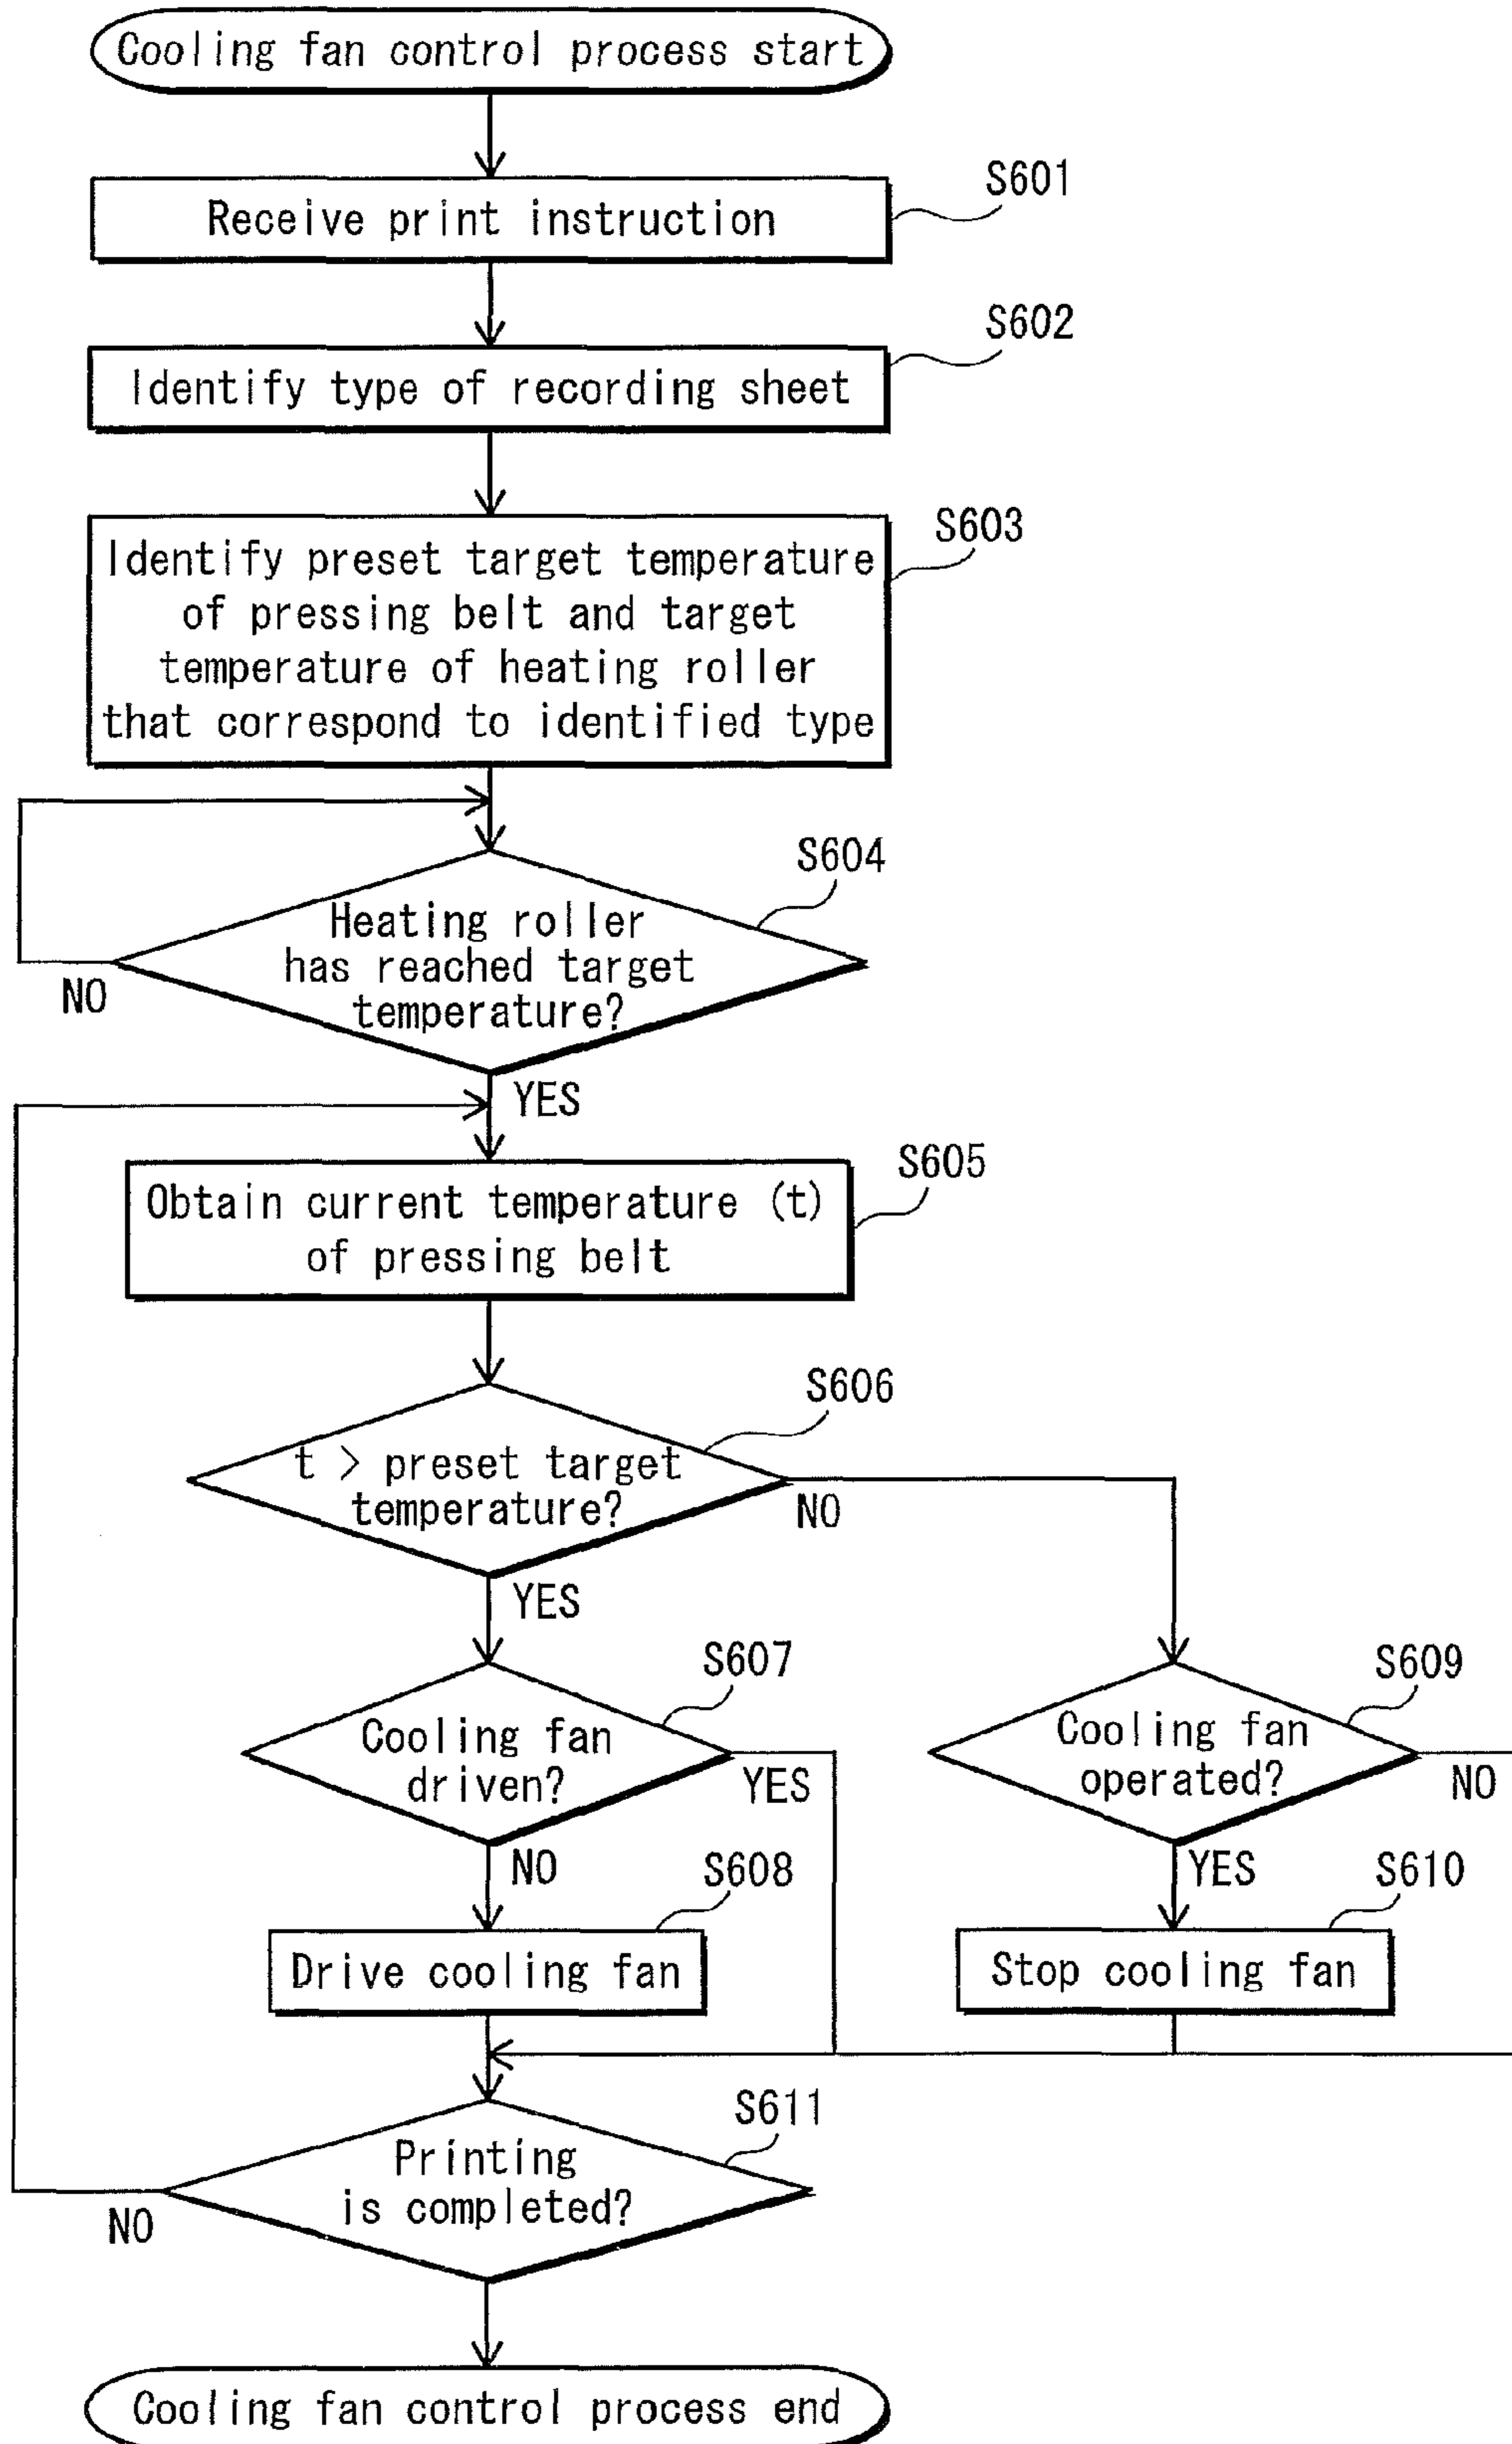 Cooling fan control process start
S601
Receive print instruction
S602
Identify type of recording sheet
S603
Identify preset target temperature
of pressing belt and target
temperature of heating roller
that correspond to identified type
S604
Heating roller
has reached target
temperature?
NO
YES
S605
Obtain current temperature (t)
of pressing belt
S606
t > preset target
temperature?
NO
YES
S607
Cooling fan
driven?
YES
NO
S608
Drive cooling fan
S609
Cooling fan
operated?
NO
YES
S610
Stop cooling fan
S611
Printing
is completed?
NO
Cooling fan control process end